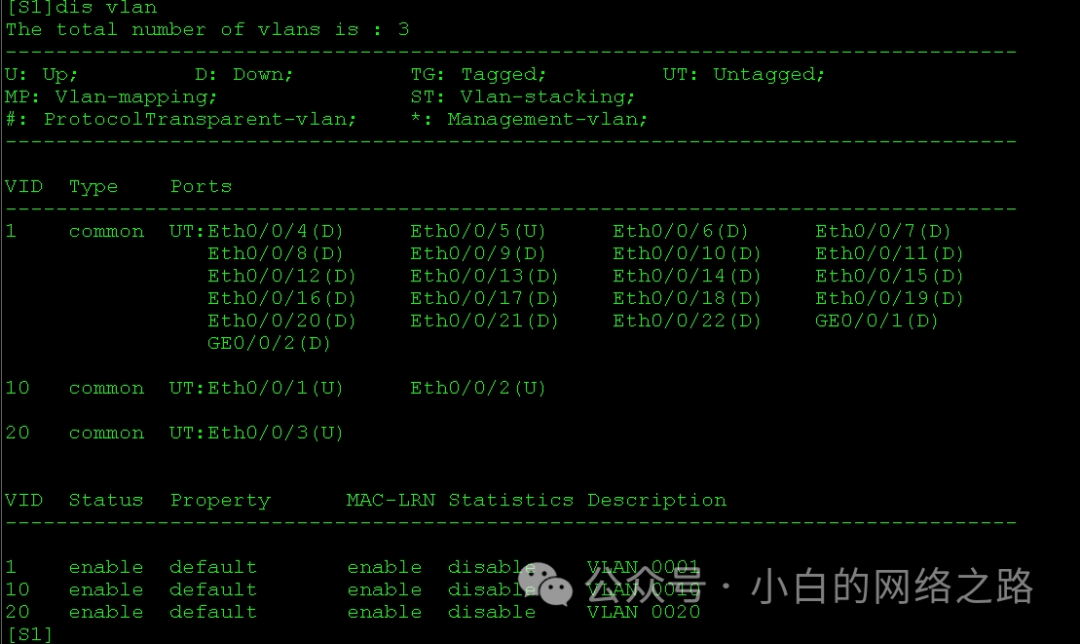 [S1]dis vlan
The total number of vlans is : 3
--------------------------------------------------------------------------------
U: Up;         D: Down;         TG: Tagged;         UT: Untagged;
MP: Vlan-mapping;               ST: Vlan-stacking;
#: ProtocolTransparent-vlan;    *: Management-vlan;
--------------------------------------------------------------------------------
VID  Type    Ports
--------------------------------------------------------------------------------
1    common  UT:Eth0/0/4(D)     Eth0/0/5(U)     Eth0/0/6(D)     Eth0/0/7(D)
                Eth0/0/8(D)     Eth0/0/9(D)     Eth0/0/10(D)    Eth0/0/11(D)
                Eth0/0/12(D)    Eth0/0/13(D)    Eth0/0/14(D)    Eth0/0/15(D)
                Eth0/0/16(D)    Eth0/0/17(D)    Eth0/0/18(D)    Eth0/0/19(D)
                Eth0/0/20(D)    Eth0/0/21(D)    Eth0/0/22(D)    GE0/0/1(D)
                GE0/0/2(D)
10   common  UT:Eth0/0/1(U)     Eth0/0/2(U)
20   common  UT:Eth0/0/3(U)
VID  Status  Property      MAC-LRN Statistics Description
--------------------------------------------------------------------------------
1    enable  default       enable  disable    VLAN 0001
10   enable  default       enable  disable    VLAN 0010
20   enable  default       enable  disable    VLAN 0020
[S1]
公众号 · 小白的网络之路